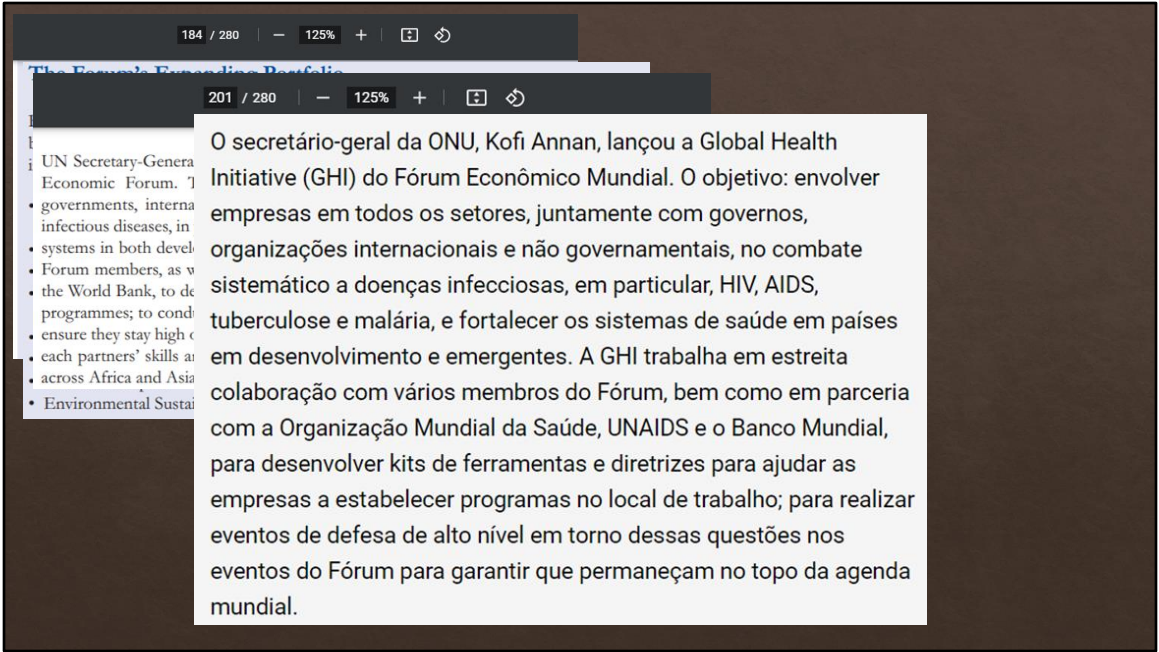 184 / 280
125%
The Forum's Expanding Portfolio
201 / 280
125%
UN Secretary-Genera
Economic Forum. T
governments, interna
infectious diseases, in
• systems in both devel
• Forum members, as w
• the World Bank, to de
programmes; to cond
• ensure they stay high o
• each partners' skills a
• across Africa and Asia
• Environmental Sustai
O secretário-geral da ONU, Kofi Annan, lançou a Global Health
Initiative (GHI) do Fórum Econômico Mundial. O objetivo: envolver
empresas em todos os setores, juntamente com governos,
organizações internacionais e não governamentais, no combate
sistemático a doenças infecciosas, em particular, HIV, AIDS,
tuberculose e malária, e fortalecer os sistemas de saúde em países
em desenvolvimento e emergentes. A GHI trabalha em estreita
colaboração com vários membros do Fórum, bem como em parceria
com a Organização Mundial da Saúde, UNAIDS e o Banco Mundial,
para desenvolver kits de ferramentas e diretrizes para ajudar as
empresas a estabelecer programas no local de trabalho; para realizar
eventos de defesa de alto nível em torno dessas questões nos
eventos do Fórum para garantir que permaneçam no topo da agenda
mundial.